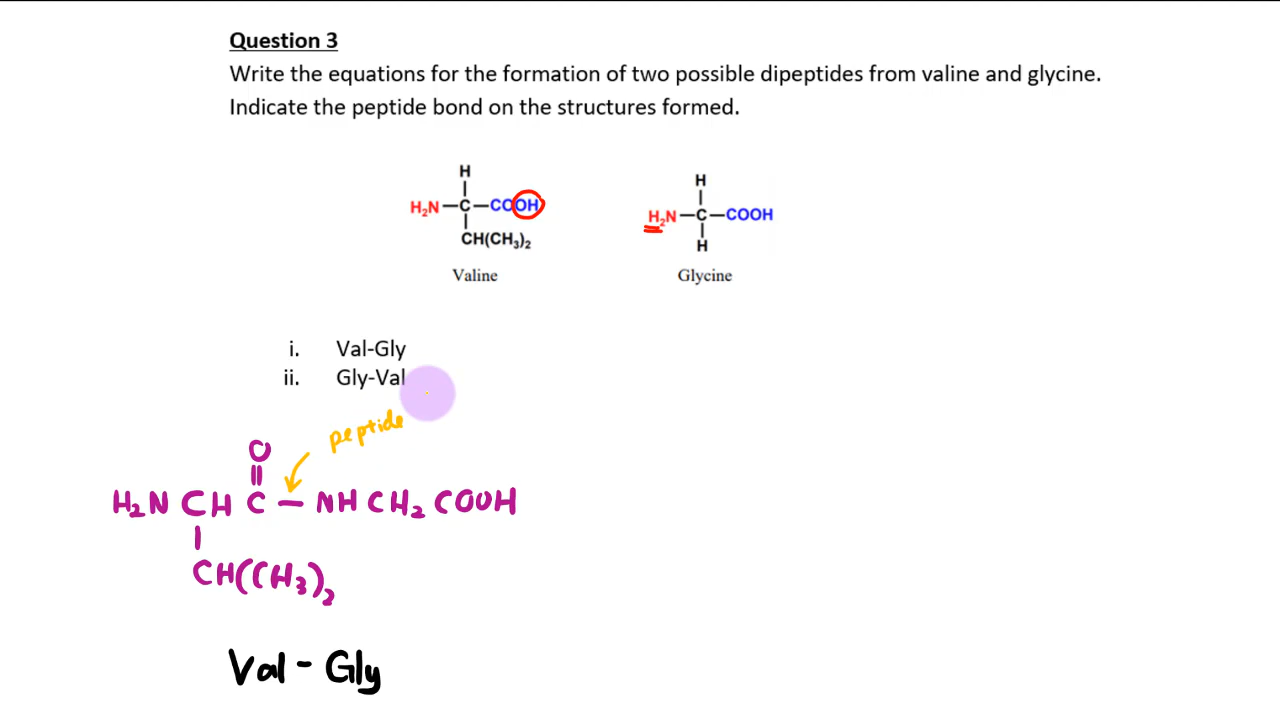 Question 3
Write the equations for the formation of two possible dipeptides from valine and glycine.
Indicate the peptide bond on the structures formed.
H
H₂N–C–COOH
CH(CH₃)₂
Valine
H
H₂N–C–COOH
H
Glycine
i. Val-Gly
ii. Gly-Val
peptide
O
H₂N CH C – NH CH₂ COOH
CH(CH₃)₂
Val - Gly